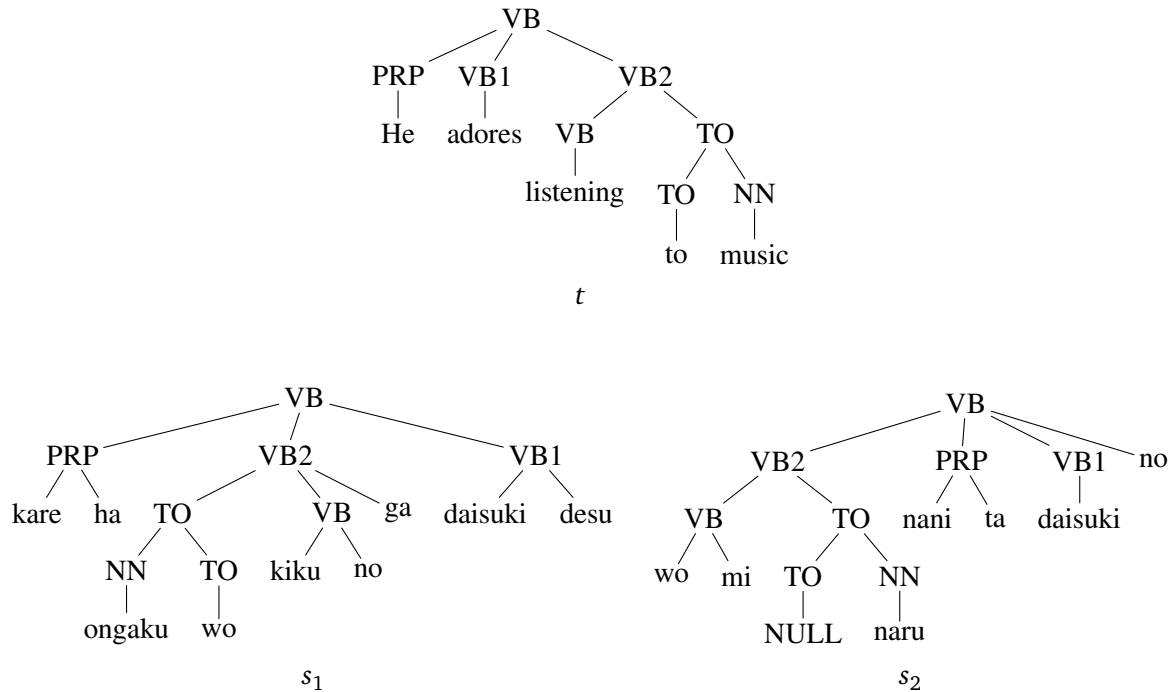 VB
PRP VB1 VB2
He adores VB TO
listening TO NN
to music
t
VB
PRP VB2 VB1
kare ha TO VB ga daisuki desu
NN TO kiku no
ongaku wo
s1
VB
VB2 PRP VB1 no
VB TO nani ta daisuki
wo mi TO NN
NULL naru
s2